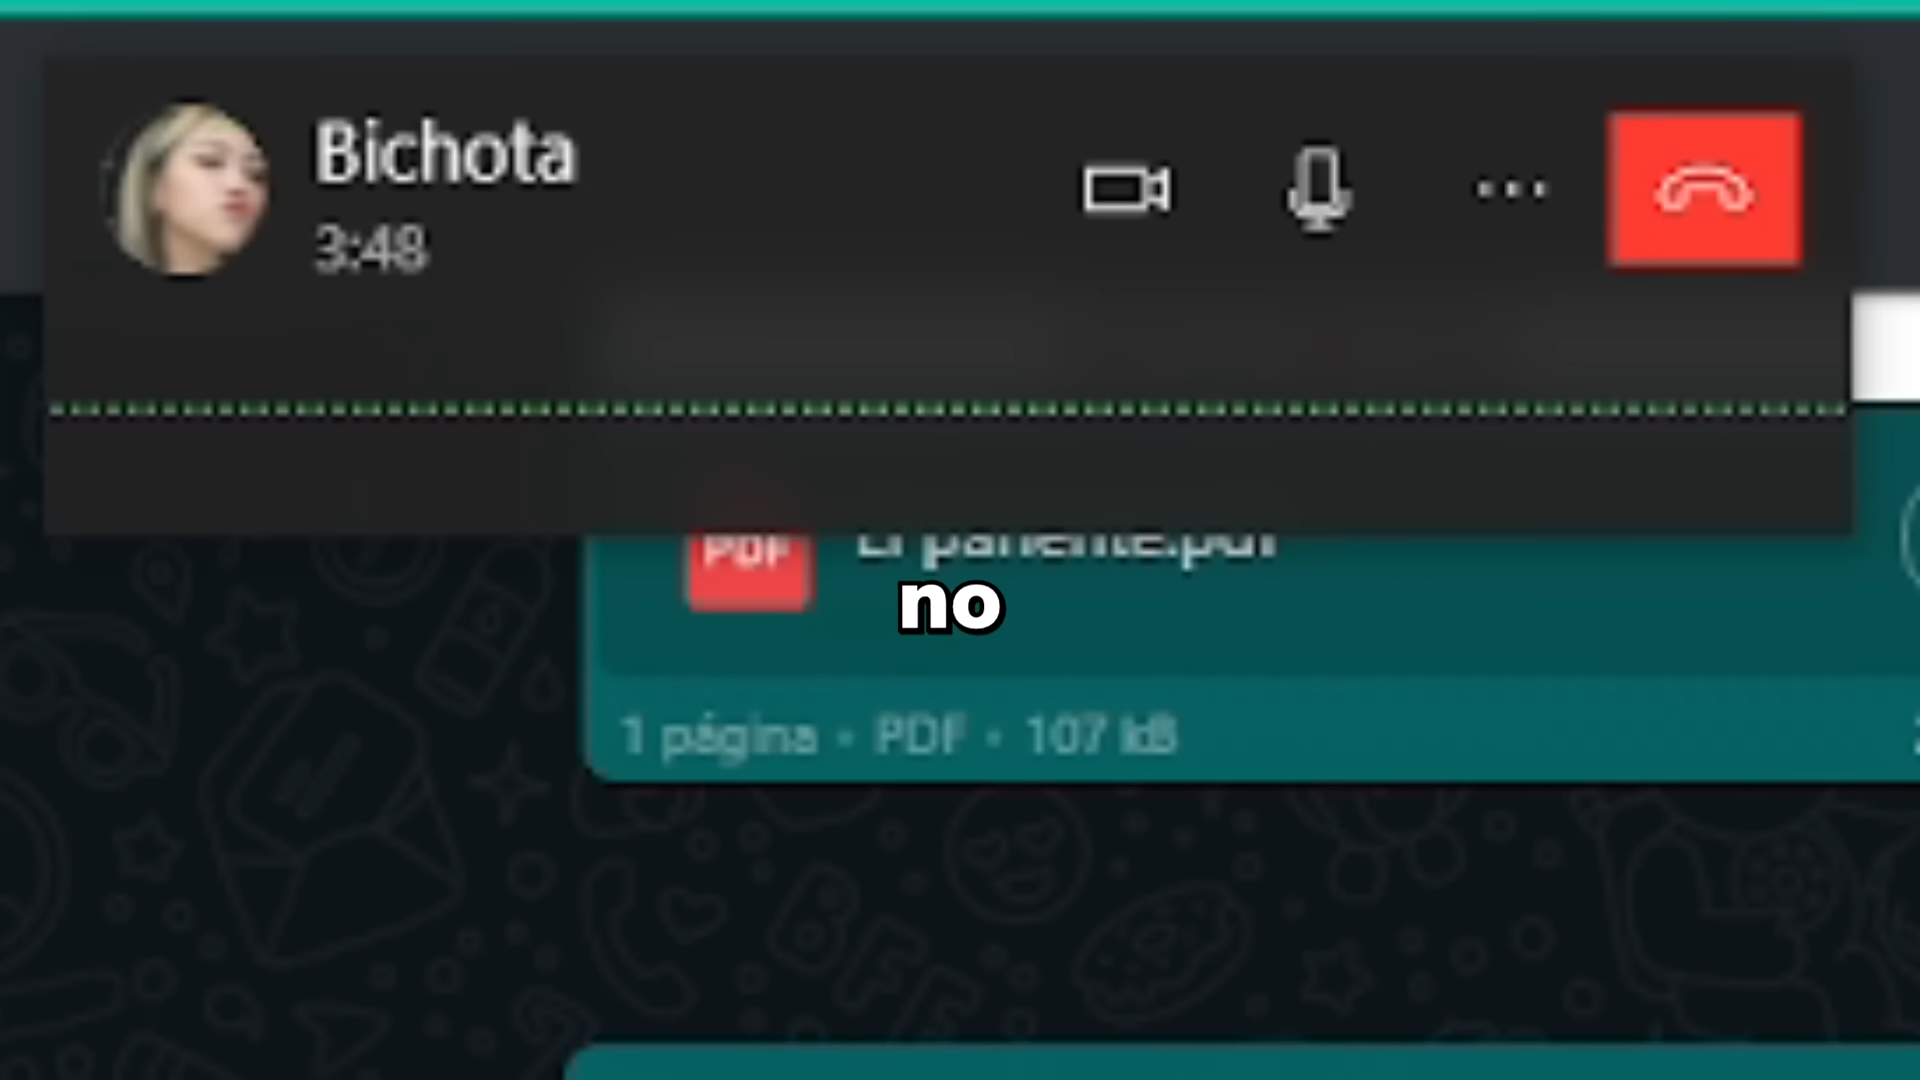 Bichota
3:48
PDF
no
1 página • PDF • 107 kB